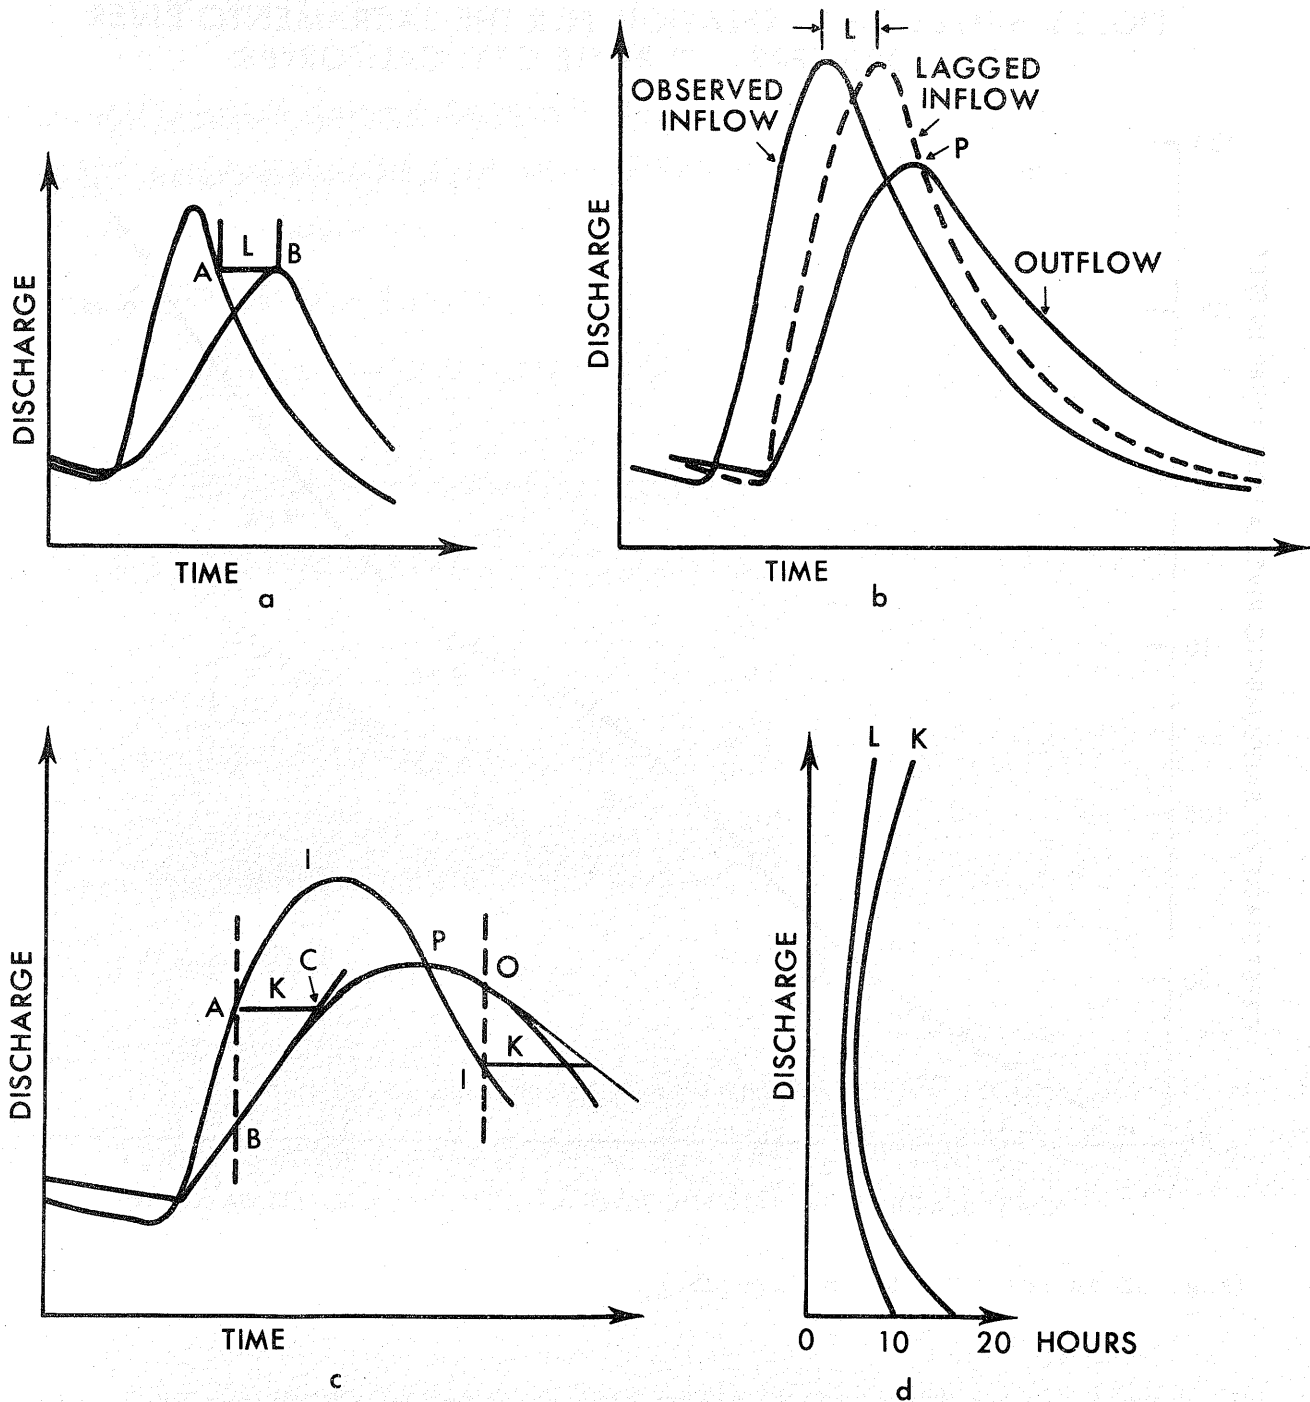 DISCHARGE
A
L
B
TIME
a
L
OBSERVED
INFLOW
LAGGED
INFLOW
P
OUTFLOW
DISCHARGE
TIME
b
DISCHARGE
I
A
K
C
P
O
B
I
K
TIME
c
L K
DISCHARGE
0 10 20 HOURS
d